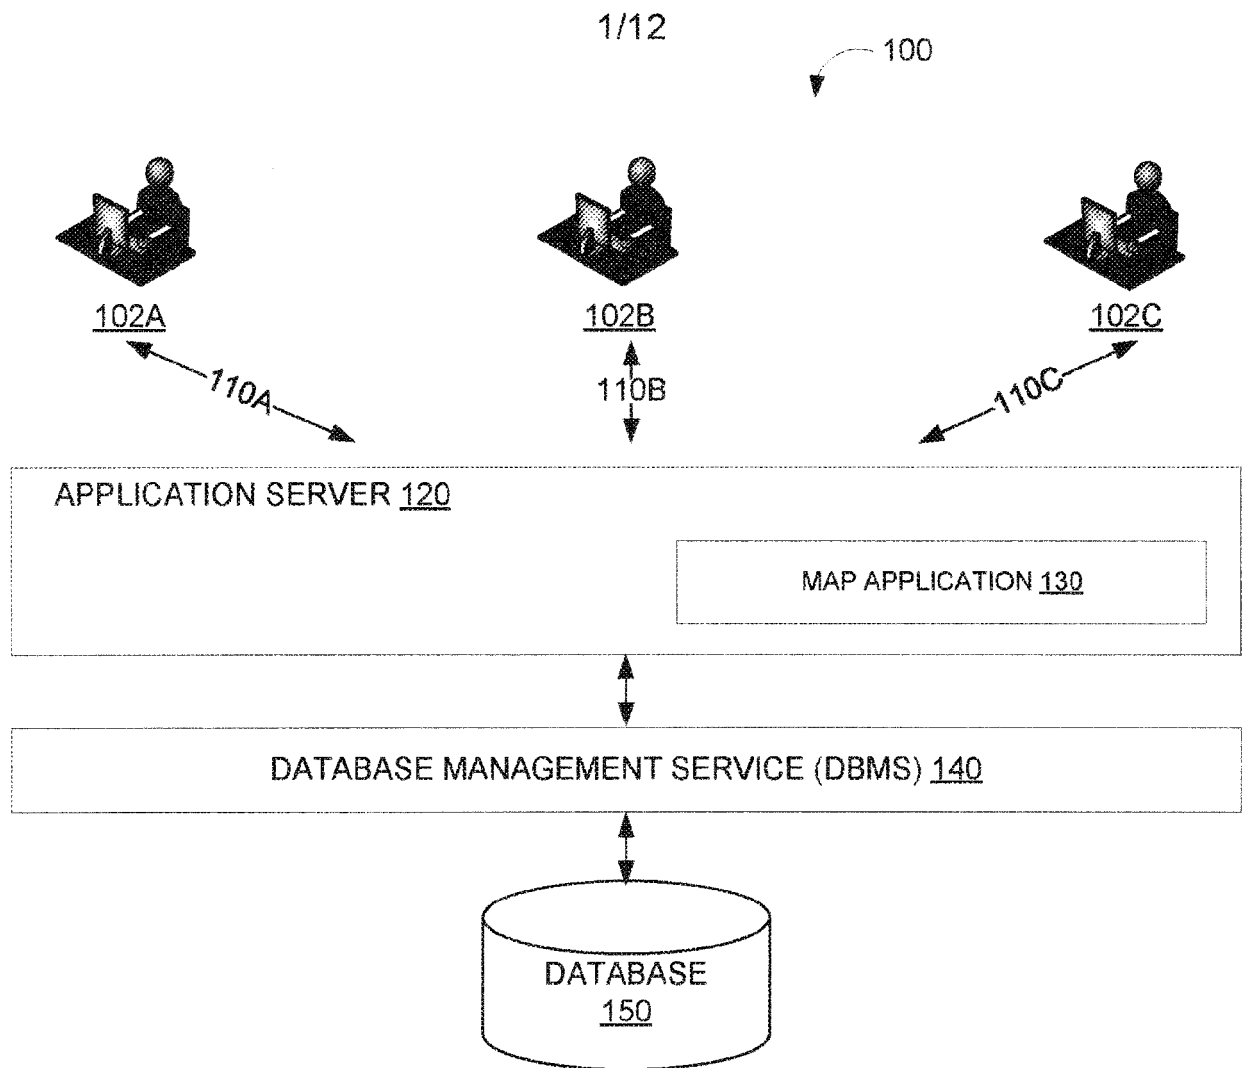 1/12
100
102A
102B
102C
110A
110B
110C
APPLICATION SERVER 120
MAP APPLICATION 130
DATABASE MANAGEMENT SERVICE (DBMS) 140
DATABASE
150